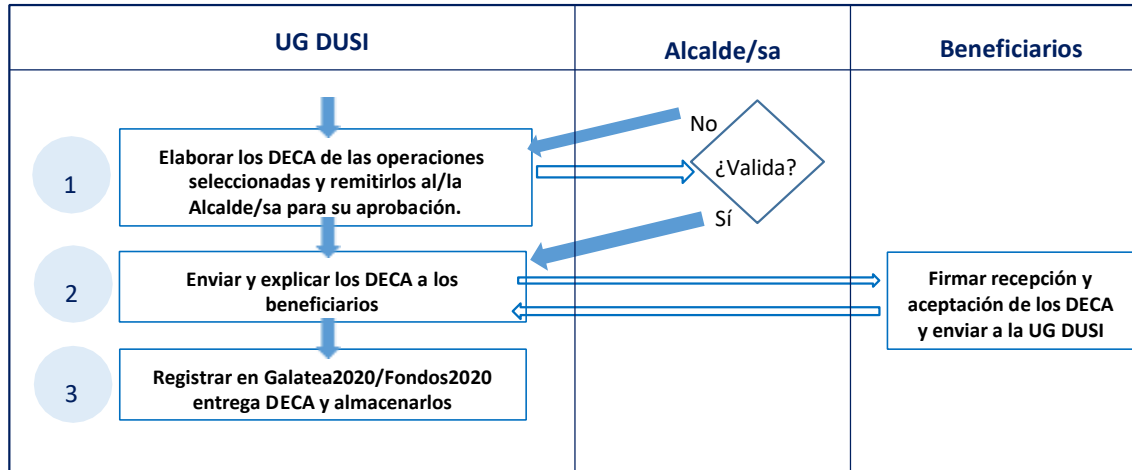 UG DUSI
Alcalde/sa
Beneficiarios
1
Elaborar los DECA de las operaciones
seleccionadas y remitirlos al/la
Alcalde/sa para su aprobación.
No
¿Valida?
Sí
2
Enviar y explicar los DECA a los
beneficiarios
Firmar recepción y
aceptación de los DECA
y enviar a la UG DUSI
3
Registrar en Galatea2020/Fondos2020
entrega DECA y almacenarlos